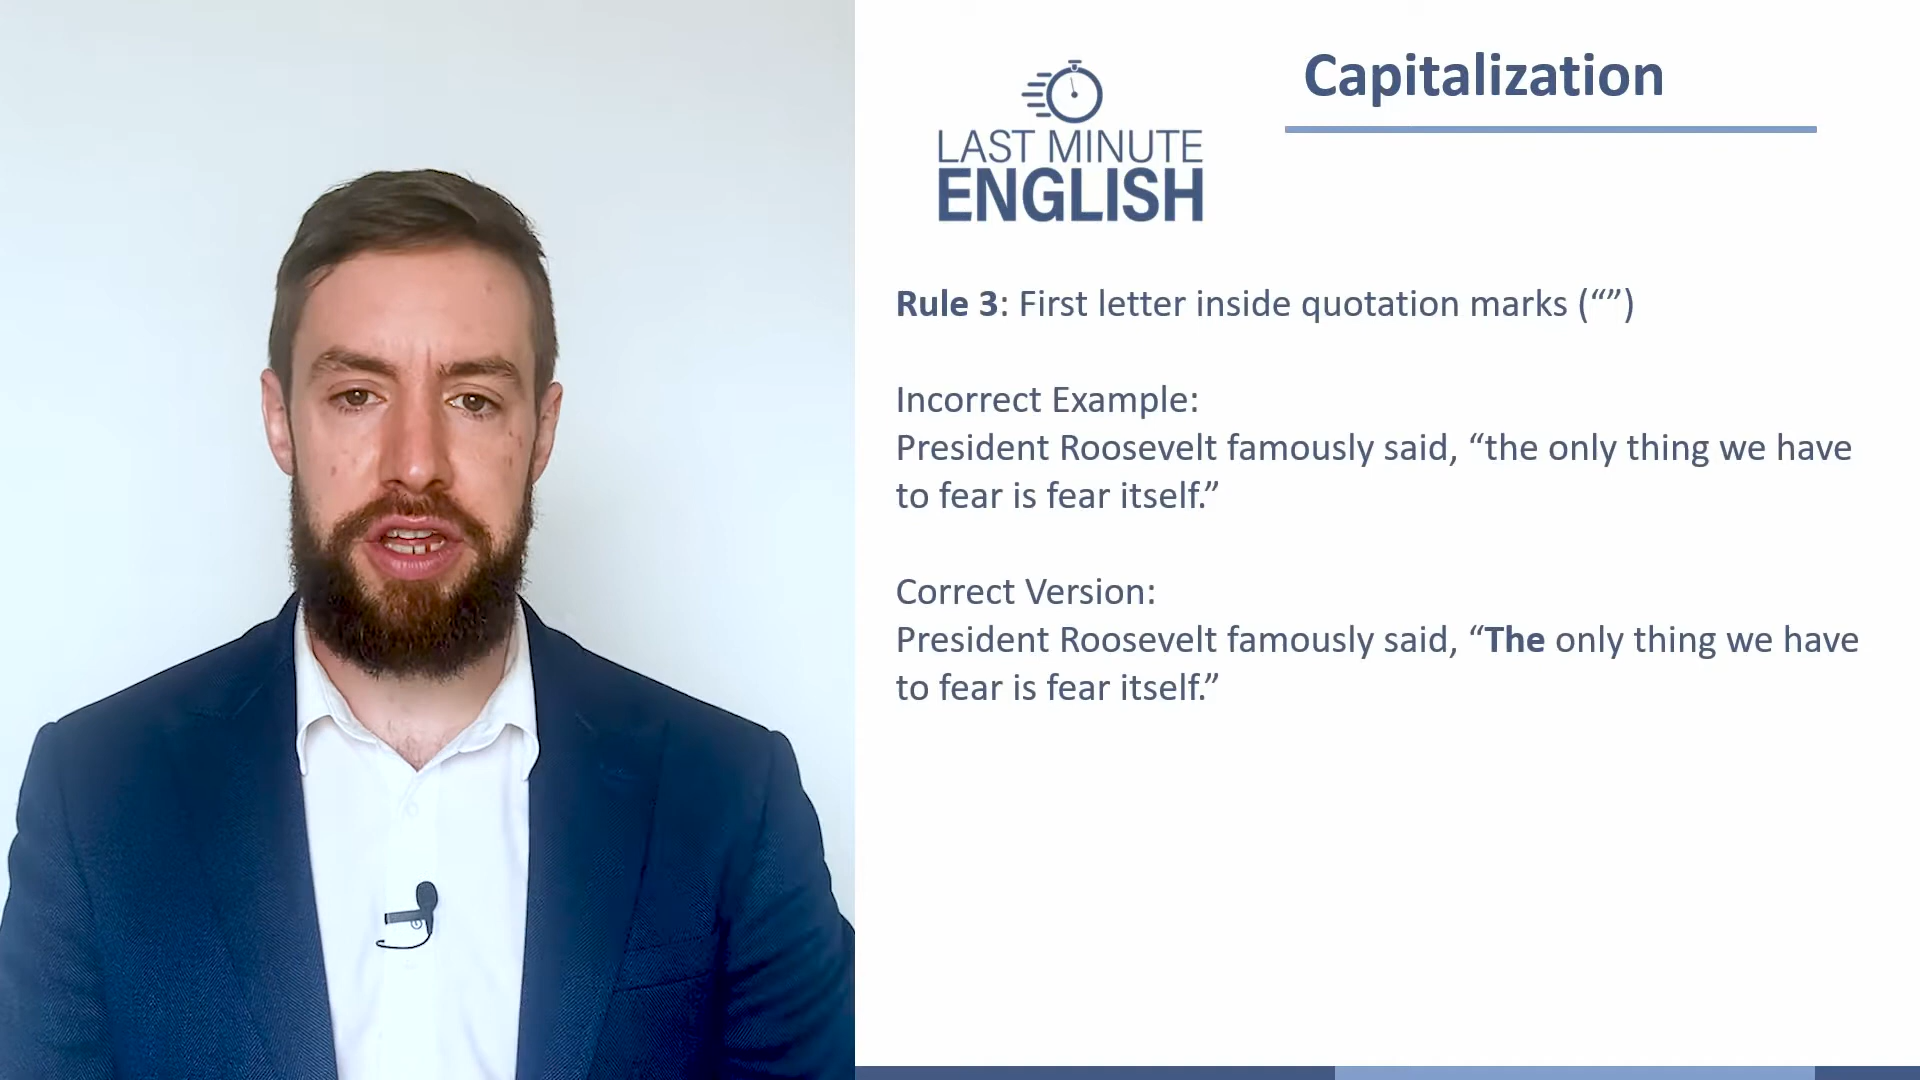 Capitalization
LAST MINUTE
ENGLISH
Rule 3: First letter inside quotation marks (“”)
Incorrect Example:
President Roosevelt famously said, “the only thing we have
to fear is fear itself.”
Correct Version:
President Roosevelt famously said, “The only thing we have
to fear is fear itself.”